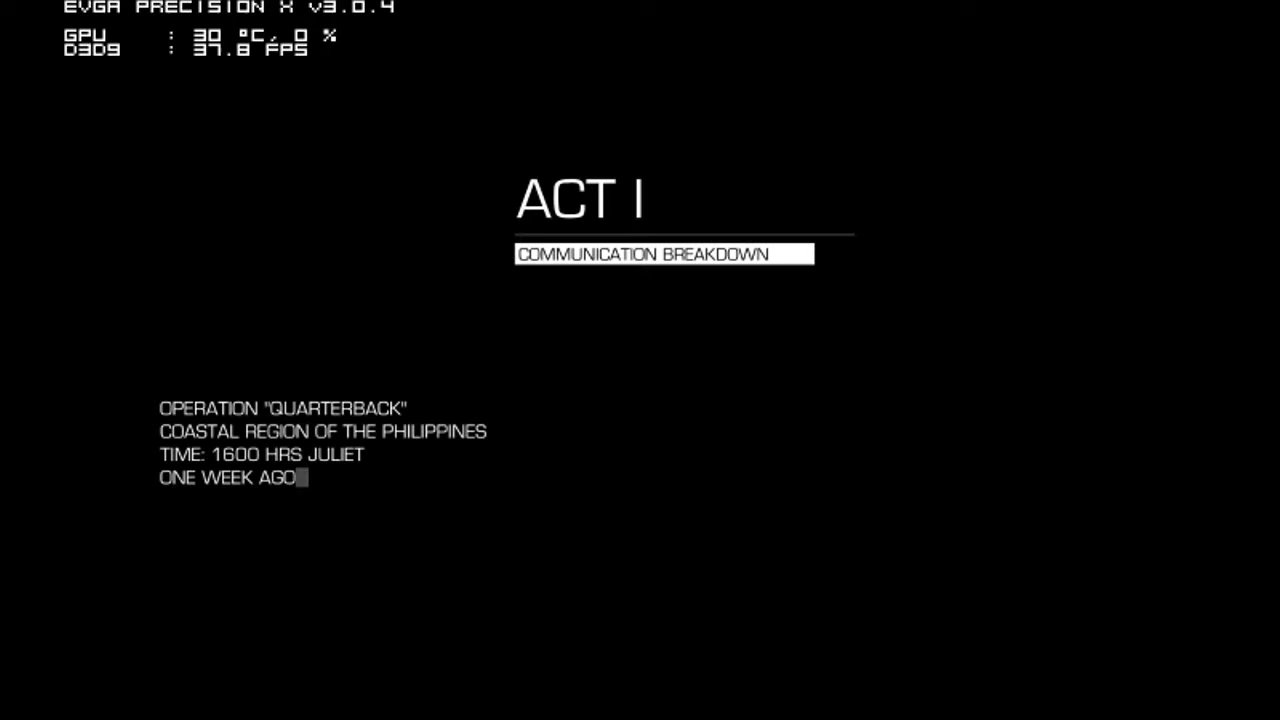 EVGA PRECISION X v3.0.4
GPU : 30 °C, 0 %
D3D9 : 37.8 FPS
ACT I
COMMUNICATION BREAKDOWN
OPERATION "QUARTERBACK"
COASTAL REGION OF THE PHILIPPINES
TIME: 1600 HRS JULIET
ONE WEEK AGO